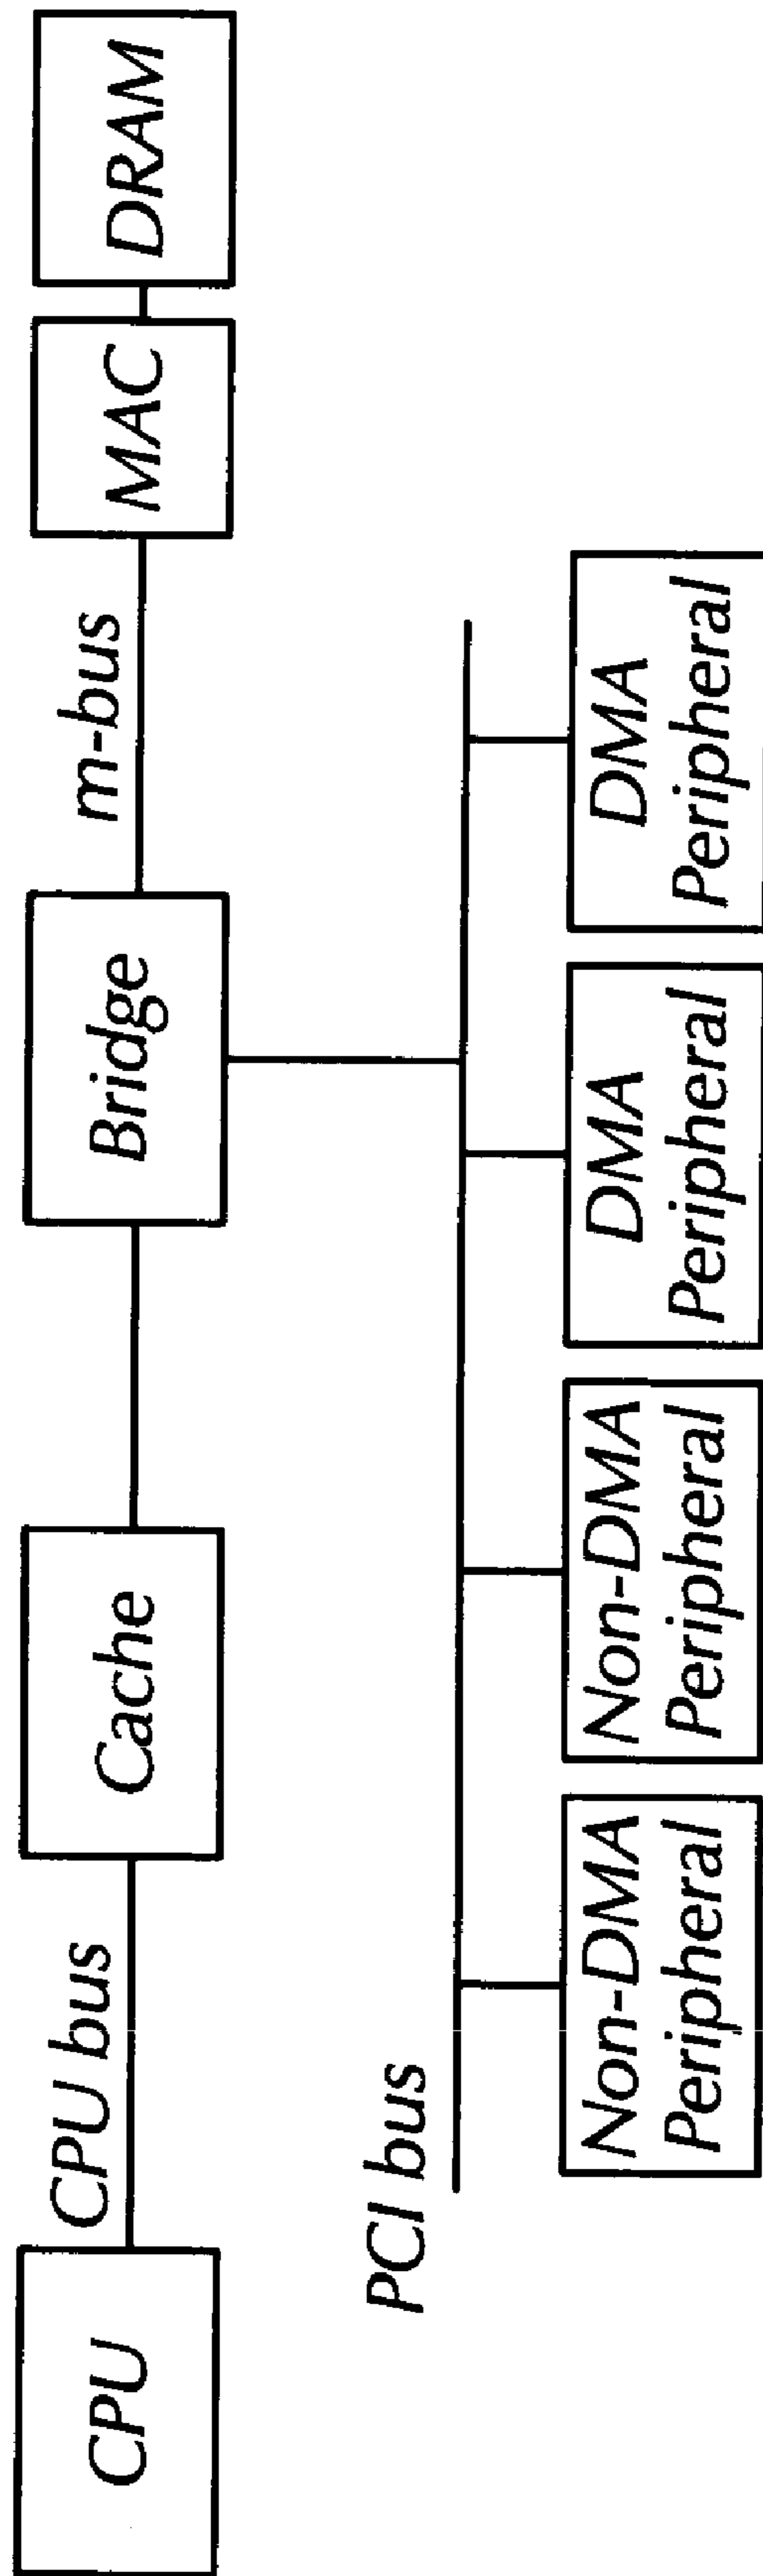 CPU
CPU bus
Cache
Bridge
m-bus
MAC
DRAM
PCI bus
Non-DMA
Peripheral
Non-DMA
Peripheral
DMA
Peripheral
DMA
Peripheral